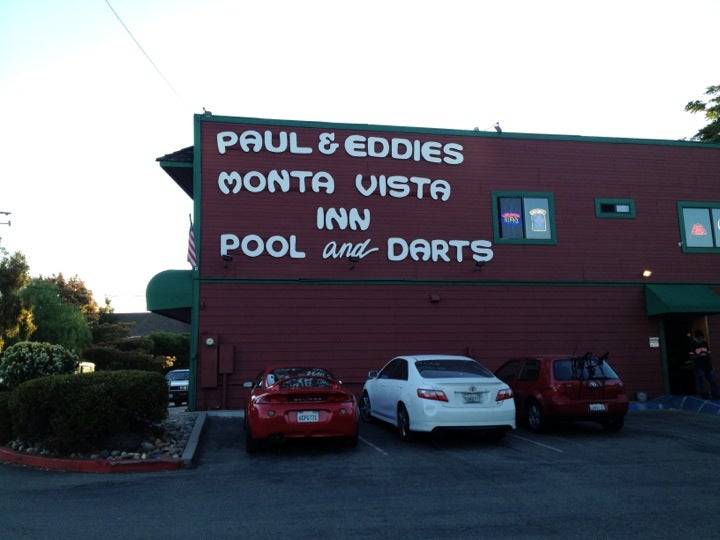 PAUL & EDDIES
MONTA VISTA
INN
POOL and DARTS